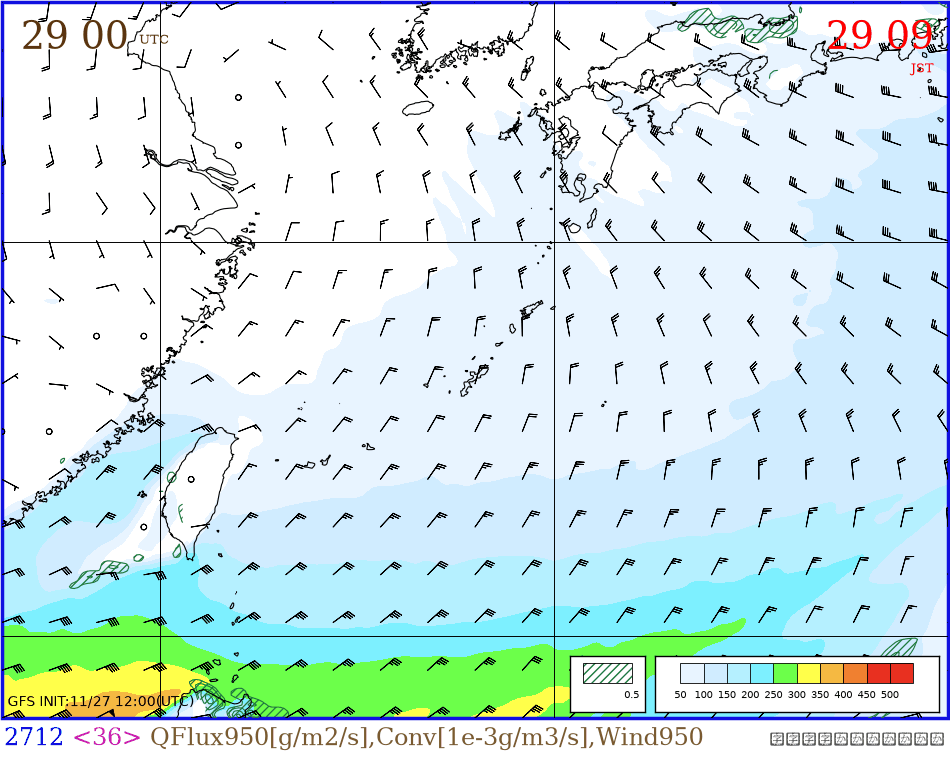 29 00 UTC
29 09
JST
0.5
50 100 150 200 250 300 350 400 450 500
GFS INIT:11/27 12:00(UTC)
2712 <36> QFlux950[g/m2/s],Conv[1e-3g/m3/s],Wind950